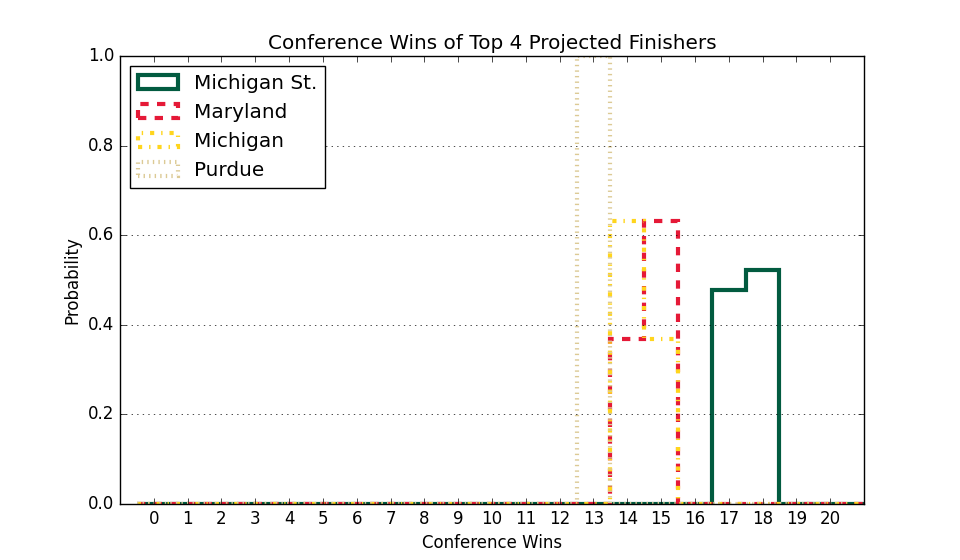 Conference Wins of Top 4 Projected Finishers
1.0
0.8
0.6
0.4
0.2
0.0
Probability
Michigan St.
Maryland
Michigan
Purdue
0 1 2 3 4 5 6 7 8 9 10 11 12 13 14 15 16 17 18 19 20
Conference Wins